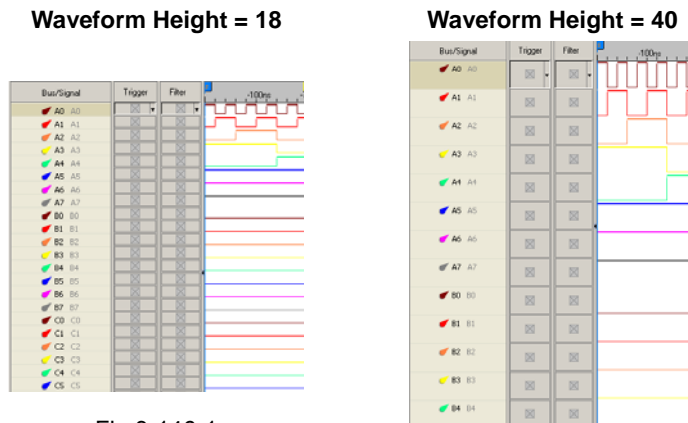 Waveform Height = 18
Waveform Height = 40
Bus/Signal Trigger Filter -100ns
A0 A0
A1 A1
A2 A2
A3 A3
A4 A4
A5 A5
A6 A6
A7 A7
B0 B0
B1 B1
B2 B2
B3 B3
B4 B4
B5 B5
B6 B6
B7 B7
C0 C0
C1 C1
C2 C2
C3 C3
C4 C4
C5 C5
Bus/Signal Trigger Filter -100ns
A0 A0
A1 A1
A2 A2
A3 A3
A4 A4
A5 A5
A6 A6
A7 A7
B0 B0
B1 B1
B2 B2
B3 B3
B4 B4